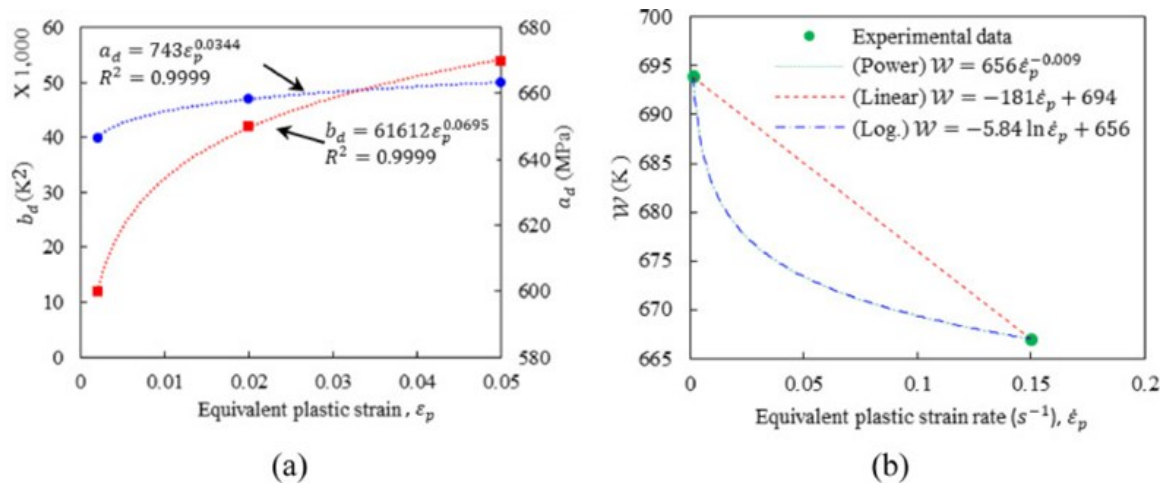 X 1,000
60
50
40
30
20
10
0
b_d (K²)
a_d = 743ε_p^0.0344
R² = 0.9999
b_d = 61612ε_p^0.0695
R² = 0.9999
680
660
640
620
600
580
a_d (MPa)
0 0.01 0.02 0.03 0.04 0.05
Equivalent plastic strain , ε_p
(a)
700
695
690
685
680
675
670
665
𝒲 (K)
Experimental data
(Power) 𝒲 = 656ε̇_p^−0.009
(Linear) 𝒲 = −181ε̇_p + 694
(Log.) 𝒲 = −5.84 ln ε̇_p + 656
0 0.05 0.1 0.15 0.2
Equivalent plastic strain rate (s⁻¹), ε̇_p
(b)